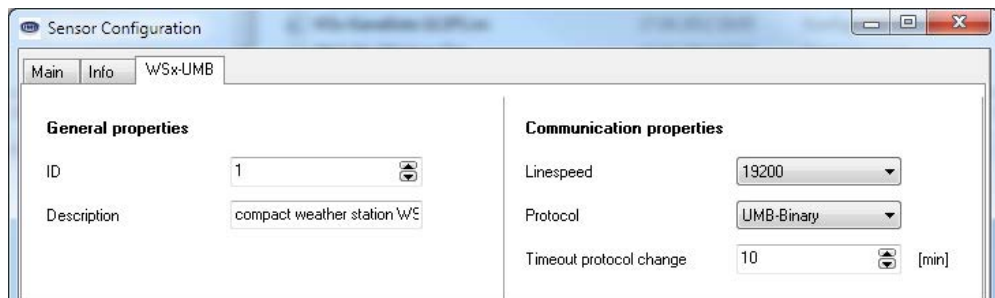 Sensor Configuration
Main Info WSx-UMB
General properties
ID 1
Description compact weather station WS
Communication properties
Linespeed 19200
Protocol UMB-Binary
Timeout protocol change 10 [min]